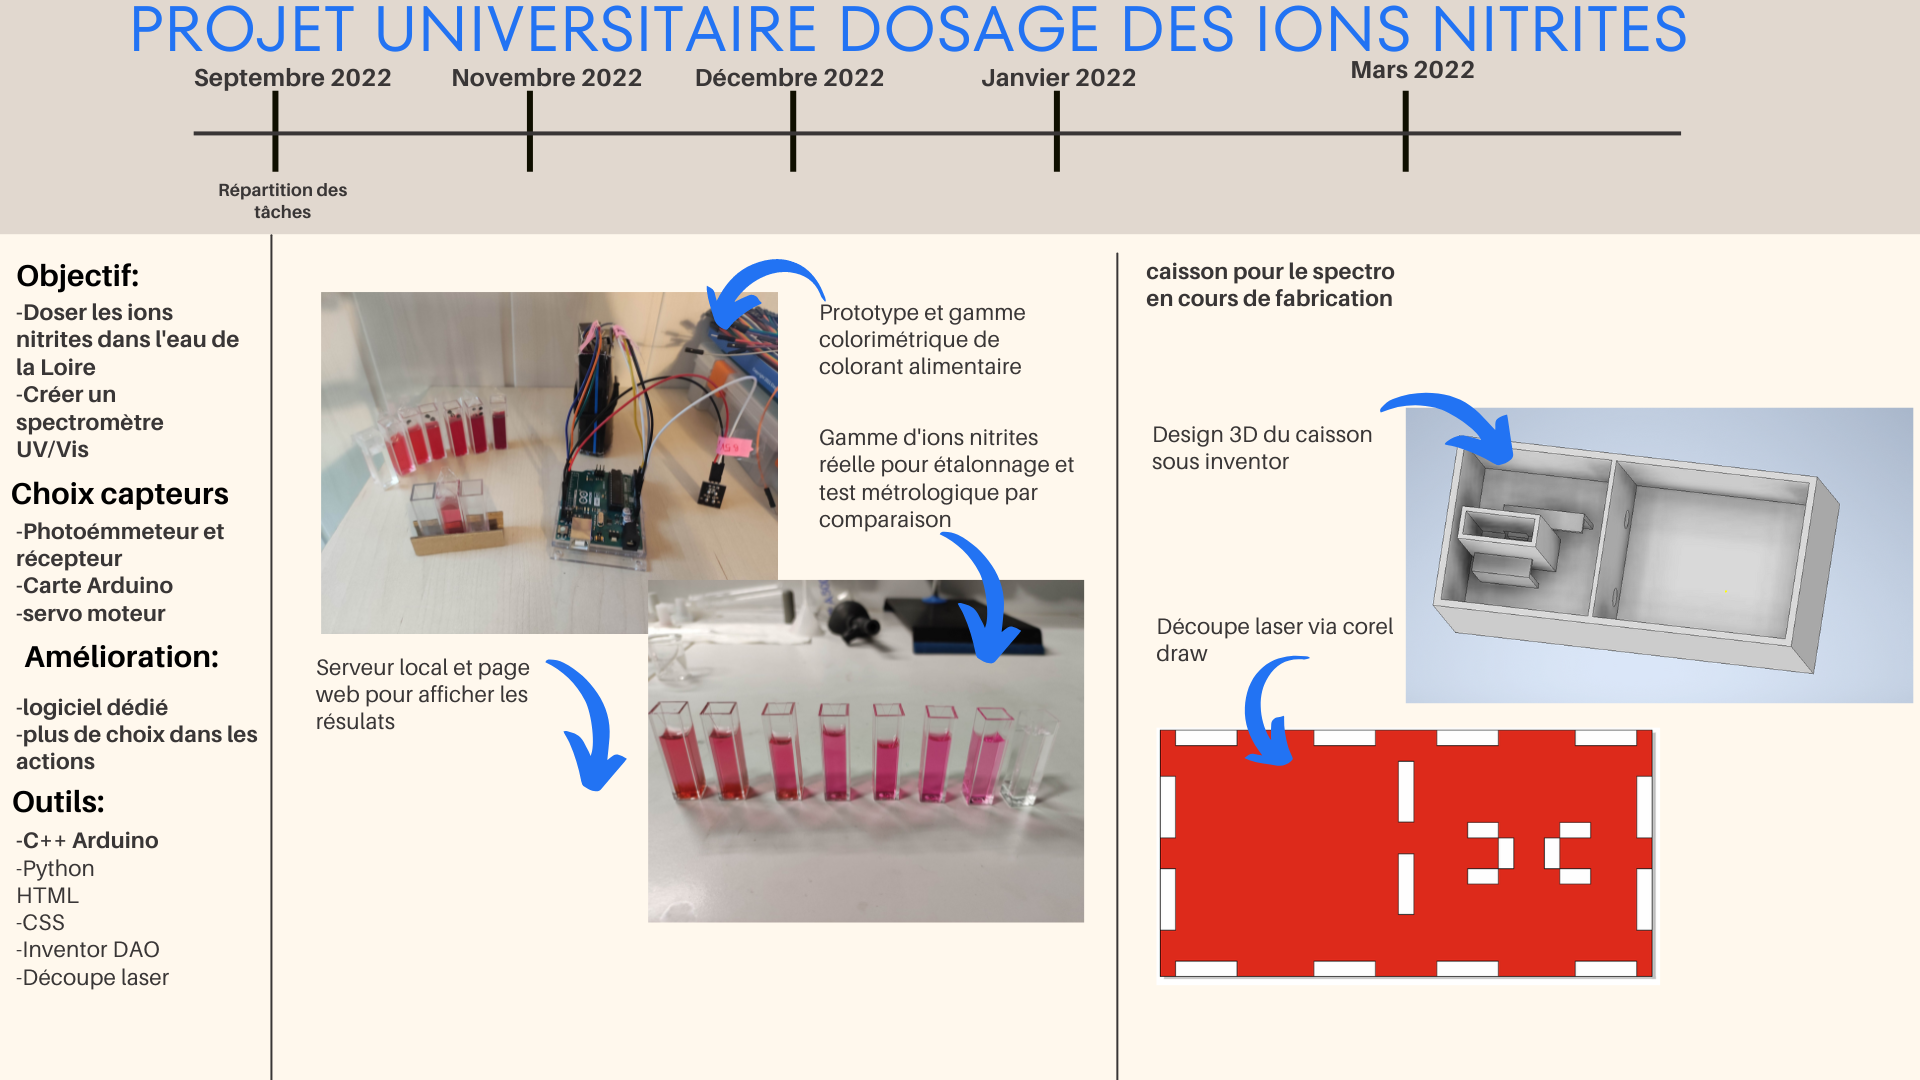 PROJET UNIVERSITAIRE DOSAGE DES IONS NITRITES
Septembre 2022
Novembre 2022
Décembre 2022
Janvier 2022
Mars 2022
Répartition des
tâches
Objectif:
-Doser les ions
nitrites dans l'eau de
la Loire
-Créer un
spectromètre
UV/Vis
Choix capteurs
-Photoémmeteur et
récepteur
-Carte Arduino
-servo moteur
Amélioration:
-logiciel dédié
-plus de choix dans les
actions
Outils:
-C++ Arduino
-Python
HTML
-CSS
-Inventor DAO
-Découpe laser
Prototype et gamme
colorimétrique de
colorant alimentaire
Gamme d'ions nitrites
réelle pour étalonnage et
test métrologique par
comparaison
Serveur local et page
web pour afficher les
résulats
caisson pour le spectro
en cours de fabrication
Design 3D du caisson
sous inventor
Découpe laser via corel
draw